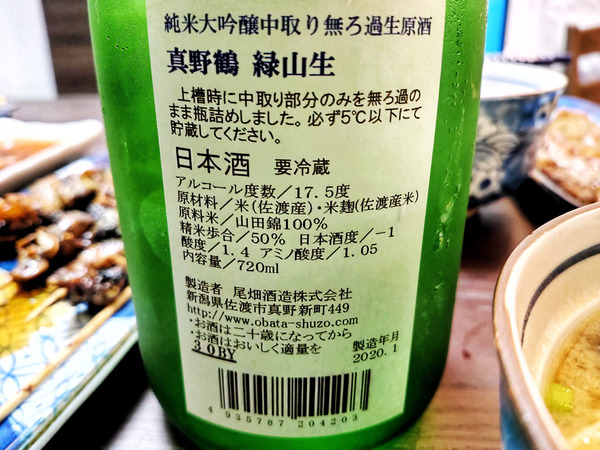 純米大吟醸中取り無ろ過生原酒
真野鶴 緑山生
上槽時に中取り部分のみを無ろ過の
まま瓶詰めしました。必ず5℃以下にて
貯蔵してください。
日本酒 要冷蔵
アルコール度数/17.5度
原材料/米(佐渡産)・米麹(佐渡産米)
原料米/山田錦100%
精米歩合/50% 日本酒度/-1
酸度/1.4 アミノ酸度/1.05
内容量/720ml
製造者 尾畑酒造株式会社
新潟県佐渡市真野新町449
http://www.obata-shuzo.com
・お酒は二十歳になってから
・お酒はおいしく適量を
製造年月
2020.1
30BY
4 935787 204203